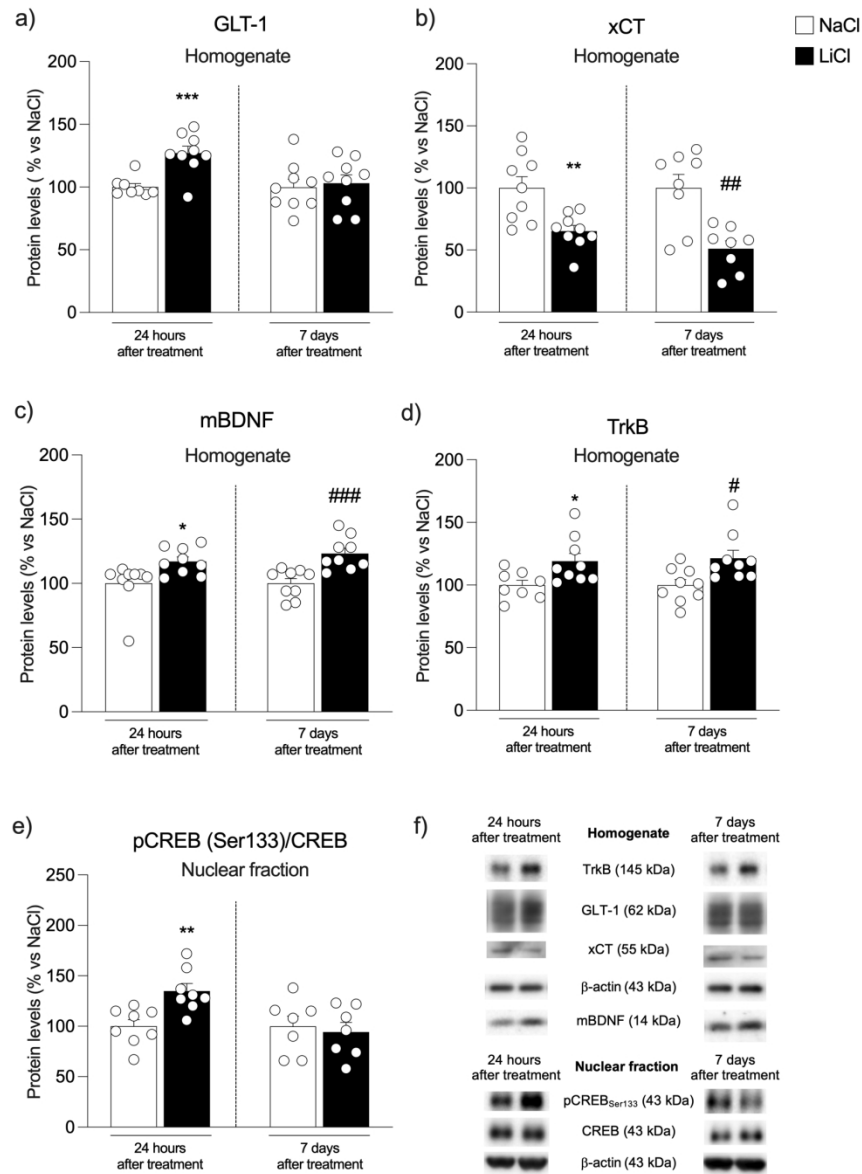 a)
GLT-1
Homogenate
Protein levels ( % vs NaCl)
200
150
100
50
0
***
24 hours
after treatment
7 days
after treatment
b)
xCT
Homogenate
Protein levels ( % vs NaCl)
200
150
100
50
0
**
##
24 hours
after treatment
7 days
after treatment
NaCl
LiCl
c)
mBDNF
Homogenate
Protein levels (% vs NaCl)
200
150
100
50
0
*
###
24 hours
after treatment
7 days
after treatment
d)
TrkB
Homogenate
Protein levels (% vs NaCl)
200
150
100
50
0
*
#
24 hours
after treatment
7 days
after treatment
e)
pCREB (Ser133)/CREB
Nuclear fraction
Protein levels (% vs NaCl)
250
200
150
100
50
0
**
24 hours
after treatment
7 days
after treatment
f)
24 hours
after treatment
Homogenate
7 days
after treatment
TrkB (145 kDa)
GLT-1 (62 kDa)
xCT (55 kDa)
β-actin (43 kDa)
mBDNF (14 kDa)
24 hours
after treatment
Nuclear fraction
7 days
after treatment
pCREBSer133 (43 kDa)
CREB (43 kDa)
β-actin (43 kDa)